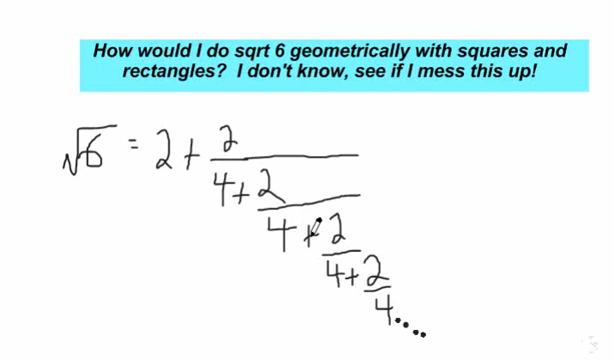 How would I do sqrt 6 geometrically with squares and
rectangles? I don't know, see if I mess this up!
√6 = 2 + 2
4 + 2
4 + 2
4 + 2
4....